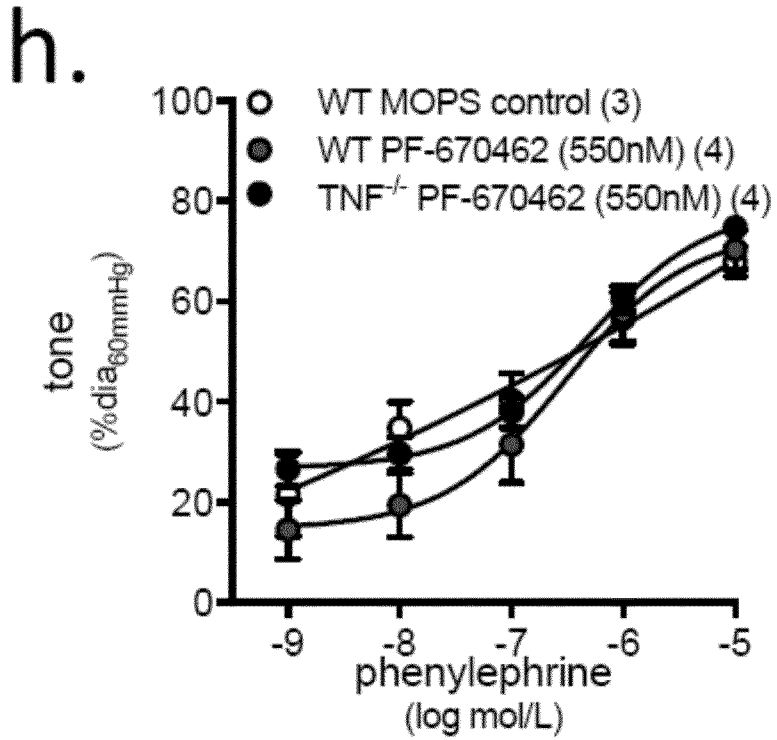 h.
100
WT MOPS control (3)
WT PF-670462 (550nM) (4)
80
TNF-/- PF-670462 (550nM) (4)
60
40
20
0
tone
(%dia60mmHg)
-9 -8 -7 -6 -5
phenylephrine
(log mol/L)